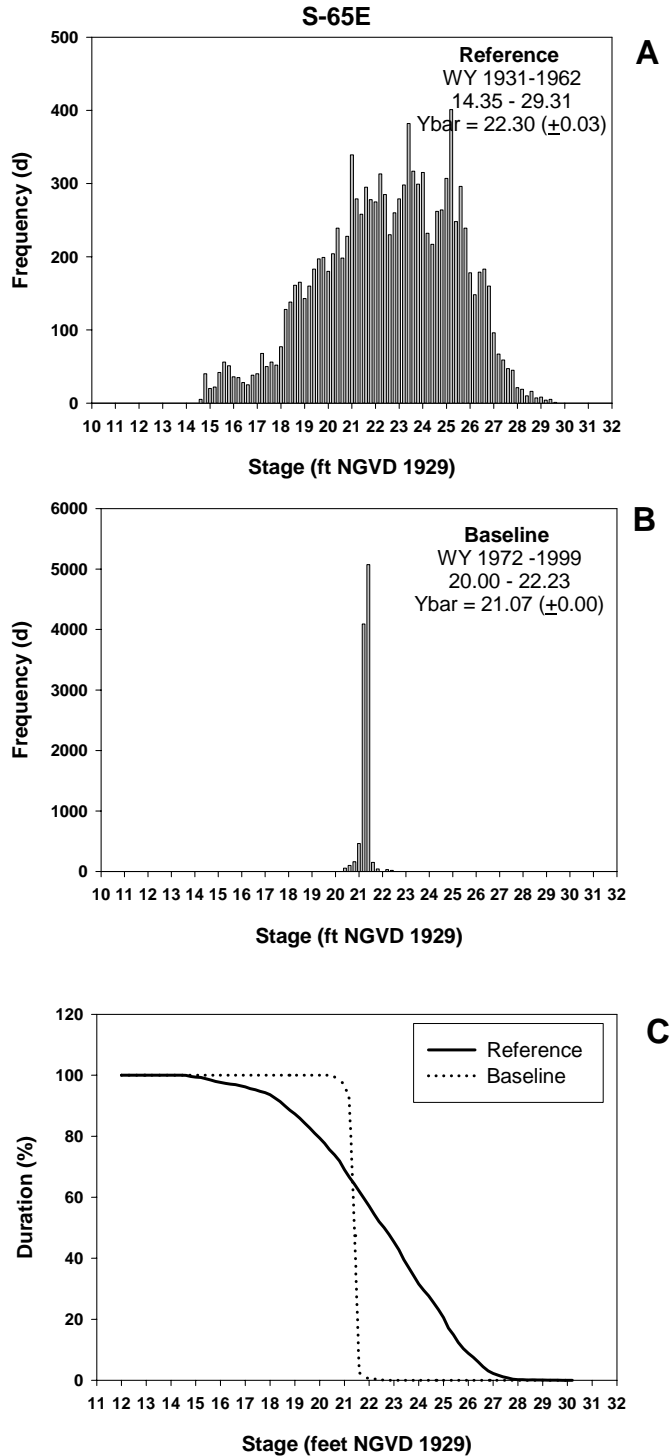 S-65E
A
Reference
WY 1931-1962
14.35 - 29.31
Ybar = 22.30 (+0.03)
500
400
300
200
100
0
Frequency (d)
10 11 12 13 14 15 16 17 18 19 20 21 22 23 24 25 26 27 28 29 30 31 32
Stage (ft NGVD 1929)
B
Baseline
WY 1972 -1999
20.00 - 22.23
Ybar = 21.07 (+0.00)
6000
5000
4000
3000
2000
1000
0
Frequency (d)
10 11 12 13 14 15 16 17 18 19 20 21 22 23 24 25 26 27 28 29 30 31 32
Stage (ft NGVD 1929)
C
Reference
Baseline
120
100
80
60
40
20
0
Duration (%)
11 12 13 14 15 16 17 18 19 20 21 22 23 24 25 26 27 28 29 30 31 32
Stage (feet NGVD 1929)